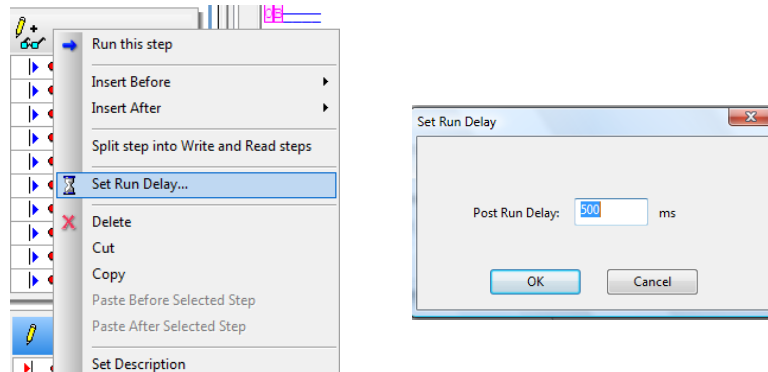 Run this step
Insert Before
Insert After
Split step into Write and Read steps
Set Run Delay...
Delete
Cut
Copy
Paste Before Selected Step
Paste After Selected Step
Set Description
Set Run Delay
Post Run Delay: 500 ms
OK Cancel